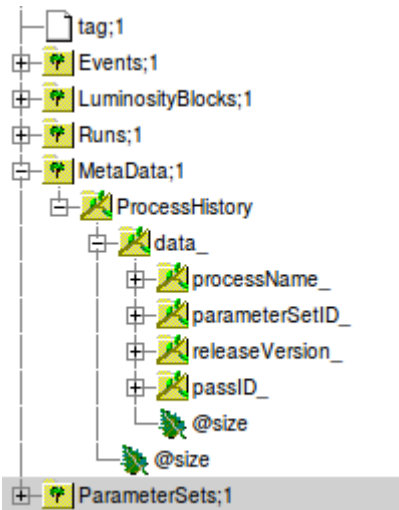 tag;1
Events;1
LuminosityBlocks;1
Runs;1
MetaData;1
ProcessHistory
data_
processName_
parameterSetID_
releaseVersion_
passID_
@size
@size
ParameterSets;1